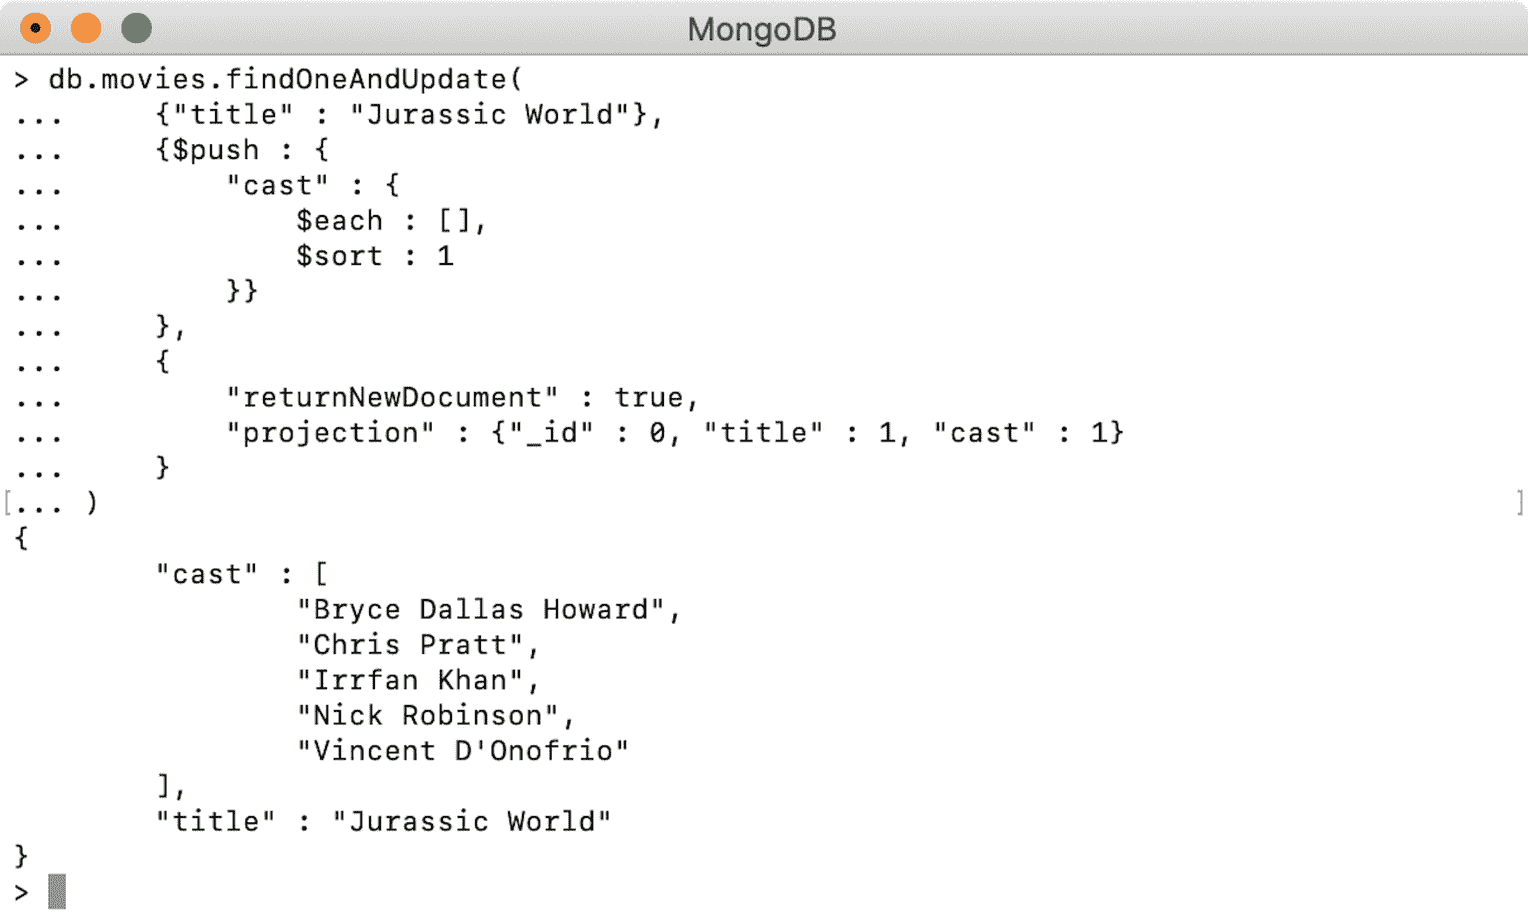 MongoDB
> db.movies.findOneAndUpdate(
...     {"title" : "Jurassic World"},
...     {$push : {
...         "cast" : {
...             $each : [],
...             $sort : 1
...         }}
...     },
...     {
...         "returnNewDocument" : true,
...         "projection" : {"_id" : 0, "title" : 1, "cast" : 1}
...     }
[... ) ]
{
        "cast" : [
                "Bryce Dallas Howard",
                "Chris Pratt",
                "Irrfan Khan",
                "Nick Robinson",
                "Vincent D'Onofrio"
        ],
        "title" : "Jurassic World"
}
>